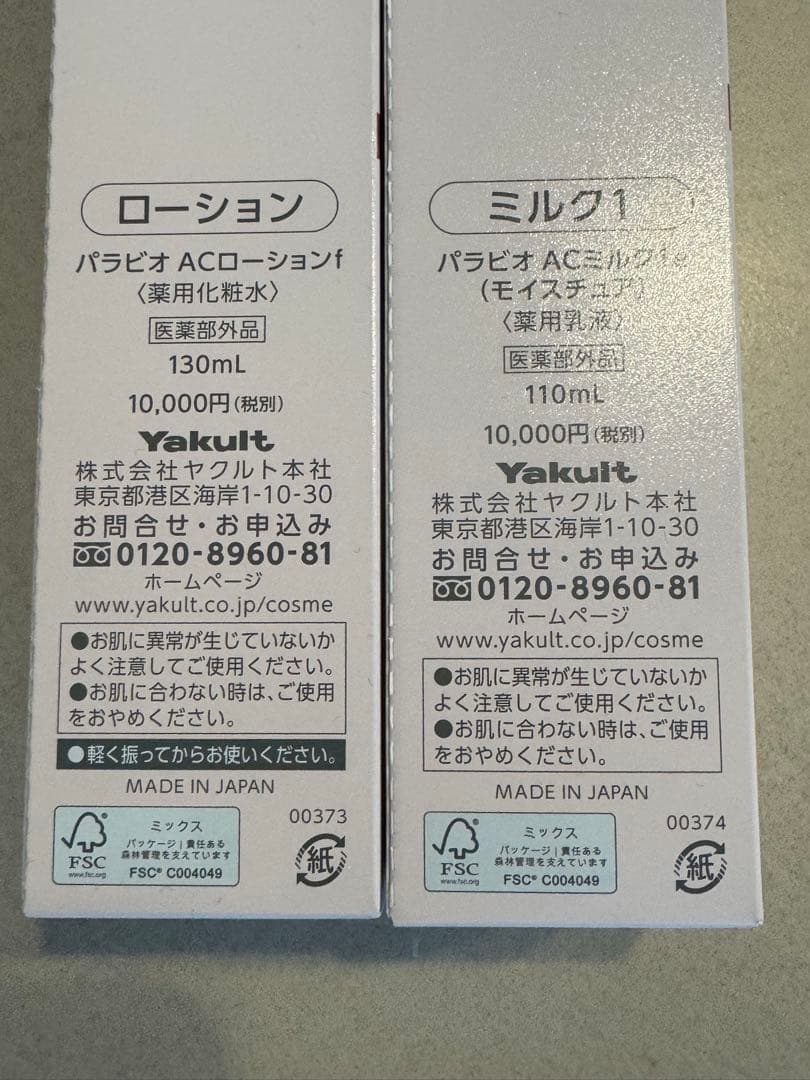 ローション
パラビオ ACローションf
〈薬用化粧水〉
医薬部外品
130mL
10,000円(税別)
Yakult
株式会社ヤクルト本社
東京都港区海岸1-10-30
お問合せ・お申込み
0120-8960-81
ホームページ
www.yakult.co.jp/cosme
●お肌に異常が生じていないか
よく注意してご使用ください。
●お肌に合わない時は、ご使用
をおやめください。
●軽く振ってからお使いください。
MADE IN JAPAN
00373
ミックス
パッケージ|責任ある
森林管理を支えています
FSC® C004049
FSC
www.fsc.org
紙
ミルク1
パラビオ ACミルク1
(モイスチュア)
〈薬用乳液〉
医薬部外品
110mL
10,000円(税別)
Yakult
株式会社ヤクルト本社
東京都港区海岸1-10-30
お問合せ・お申込み
0120-8960-81
ホームページ
www.yakult.co.jp/cosme
●お肌に異常が生じていないか
よく注意してご使用ください。
●お肌に合わない時は、ご使用
をおやめください。
MADE IN JAPAN
00374
ミックス
パッケージ|責任ある
森林管理を支えています
FSC® C004049
FSC
www.fsc.org
紙